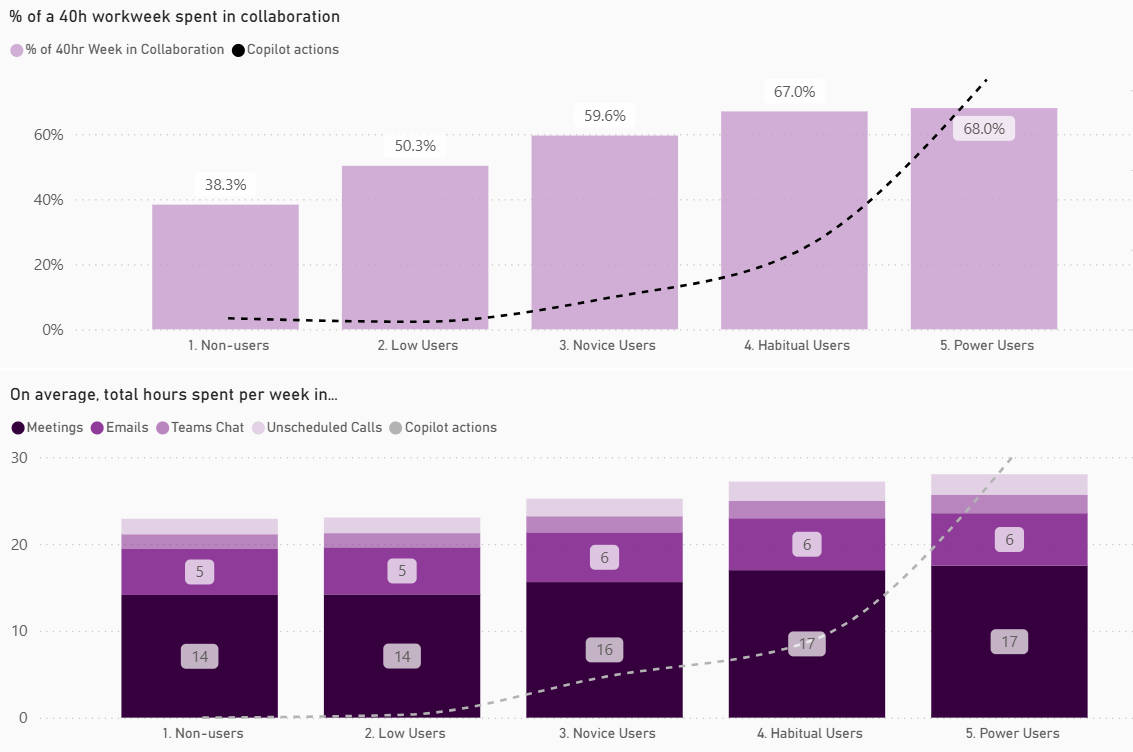 % of a 40h workweek spent in collaboration
% of 40hr Week in Collaboration Copilot actions
67.0%
59.6%
68.0%
60%
50.3%
38.3%
40%
20%
0%
1. Non-users 2. Low Users 3. Novice Users 4. Habitual Users 5. Power Users
On average, total hours spent per week in...
Meetings Emails Teams Chat Unscheduled Calls Copilot actions
30
20
5 5 6 6 6
10
14 14 16 17 17
0
1. Non-users 2. Low Users 3. Novice Users 4. Habitual Users 5. Power Users